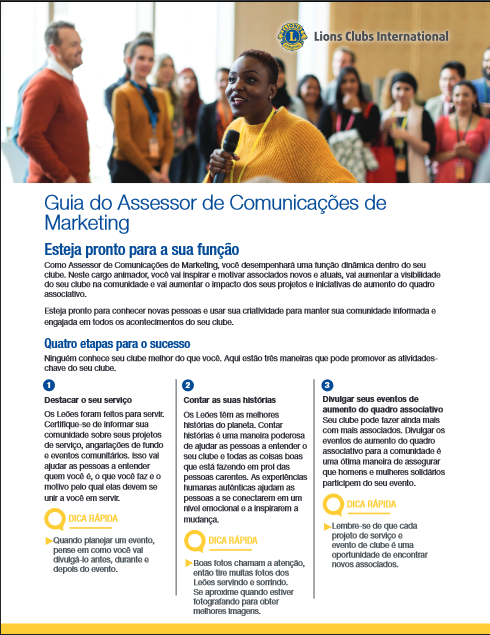 Lions Clubs International
Guia do Assessor de Comunicações de
Marketing
Esteja pronto para a sua função
Como Assessor de Comunicações de Marketing, você desempenhará uma função dinâmica dentro do seu
clube. Neste cargo animador, você vai inspirar e motivar associados novos e atuais, vai aumentar a visibilidade
do seu clube na comunidade e vai aumentar o impacto dos seus projetos e iniciativas de aumento do quadro
associativo.
Esteja pronto para conhecer novas pessoas e usar sua criatividade para manter sua comunidade informada e
engajada em todos os acontecimentos do seu clube.
Quatro etapas para o sucesso
Ninguém conhece seu clube melhor do que você. Aqui estão três maneiras que pode promover as atividades-
chave do seu clube.
1
Destacar o seu serviço
Os Leões foram feitos para servir.
Certifique-se de informar sua
comunidade sobre seus projetos
de serviço, angariações de fundo
e eventos comunitários. Isso vai
ajudar as pessoas a entender
quem você é, o que você faz e o
motivo pelo qual elas devem se
unir a você em servir.
DICA RÁPIDA
Quando planejar um evento,
pense em como você vai
divulgá-lo antes, durante e
depois do evento.
2
Contar as suas histórias
Os Leões têm as melhores
histórias do planeta. Contar
histórias é uma maneira poderosa
de ajudar as pessoas a entender o
seu clube e todas as coisas boas
que está fazendo em prol das
pessoas carentes. As experiências
humanas autênticas ajudam as
pessoas a se conectarem em um
nível emocional e a inspirarem a
mudança.
DICA RÁPIDA
Boas fotos chamam a atenção,
então tire muitas fotos dos
Leões servindo e sorrindo.
Se aproxime quando estiver
fotografando para obter
melhores imagens.
3
Divulgar seus eventos de
aumento do quadro associativo
Seu clube pode fazer ainda mais
com mais associados. Divulgar os
eventos de aumento do quadro
associativo para a comunidade é
uma ótima maneira de assegurar
que homens e mulheres solidários
participem do seu evento.
DICA RÁPIDA
Lembre-se de que cada
projeto de serviço e
evento de clube é uma
oportunidade de encontrar
novos associados.